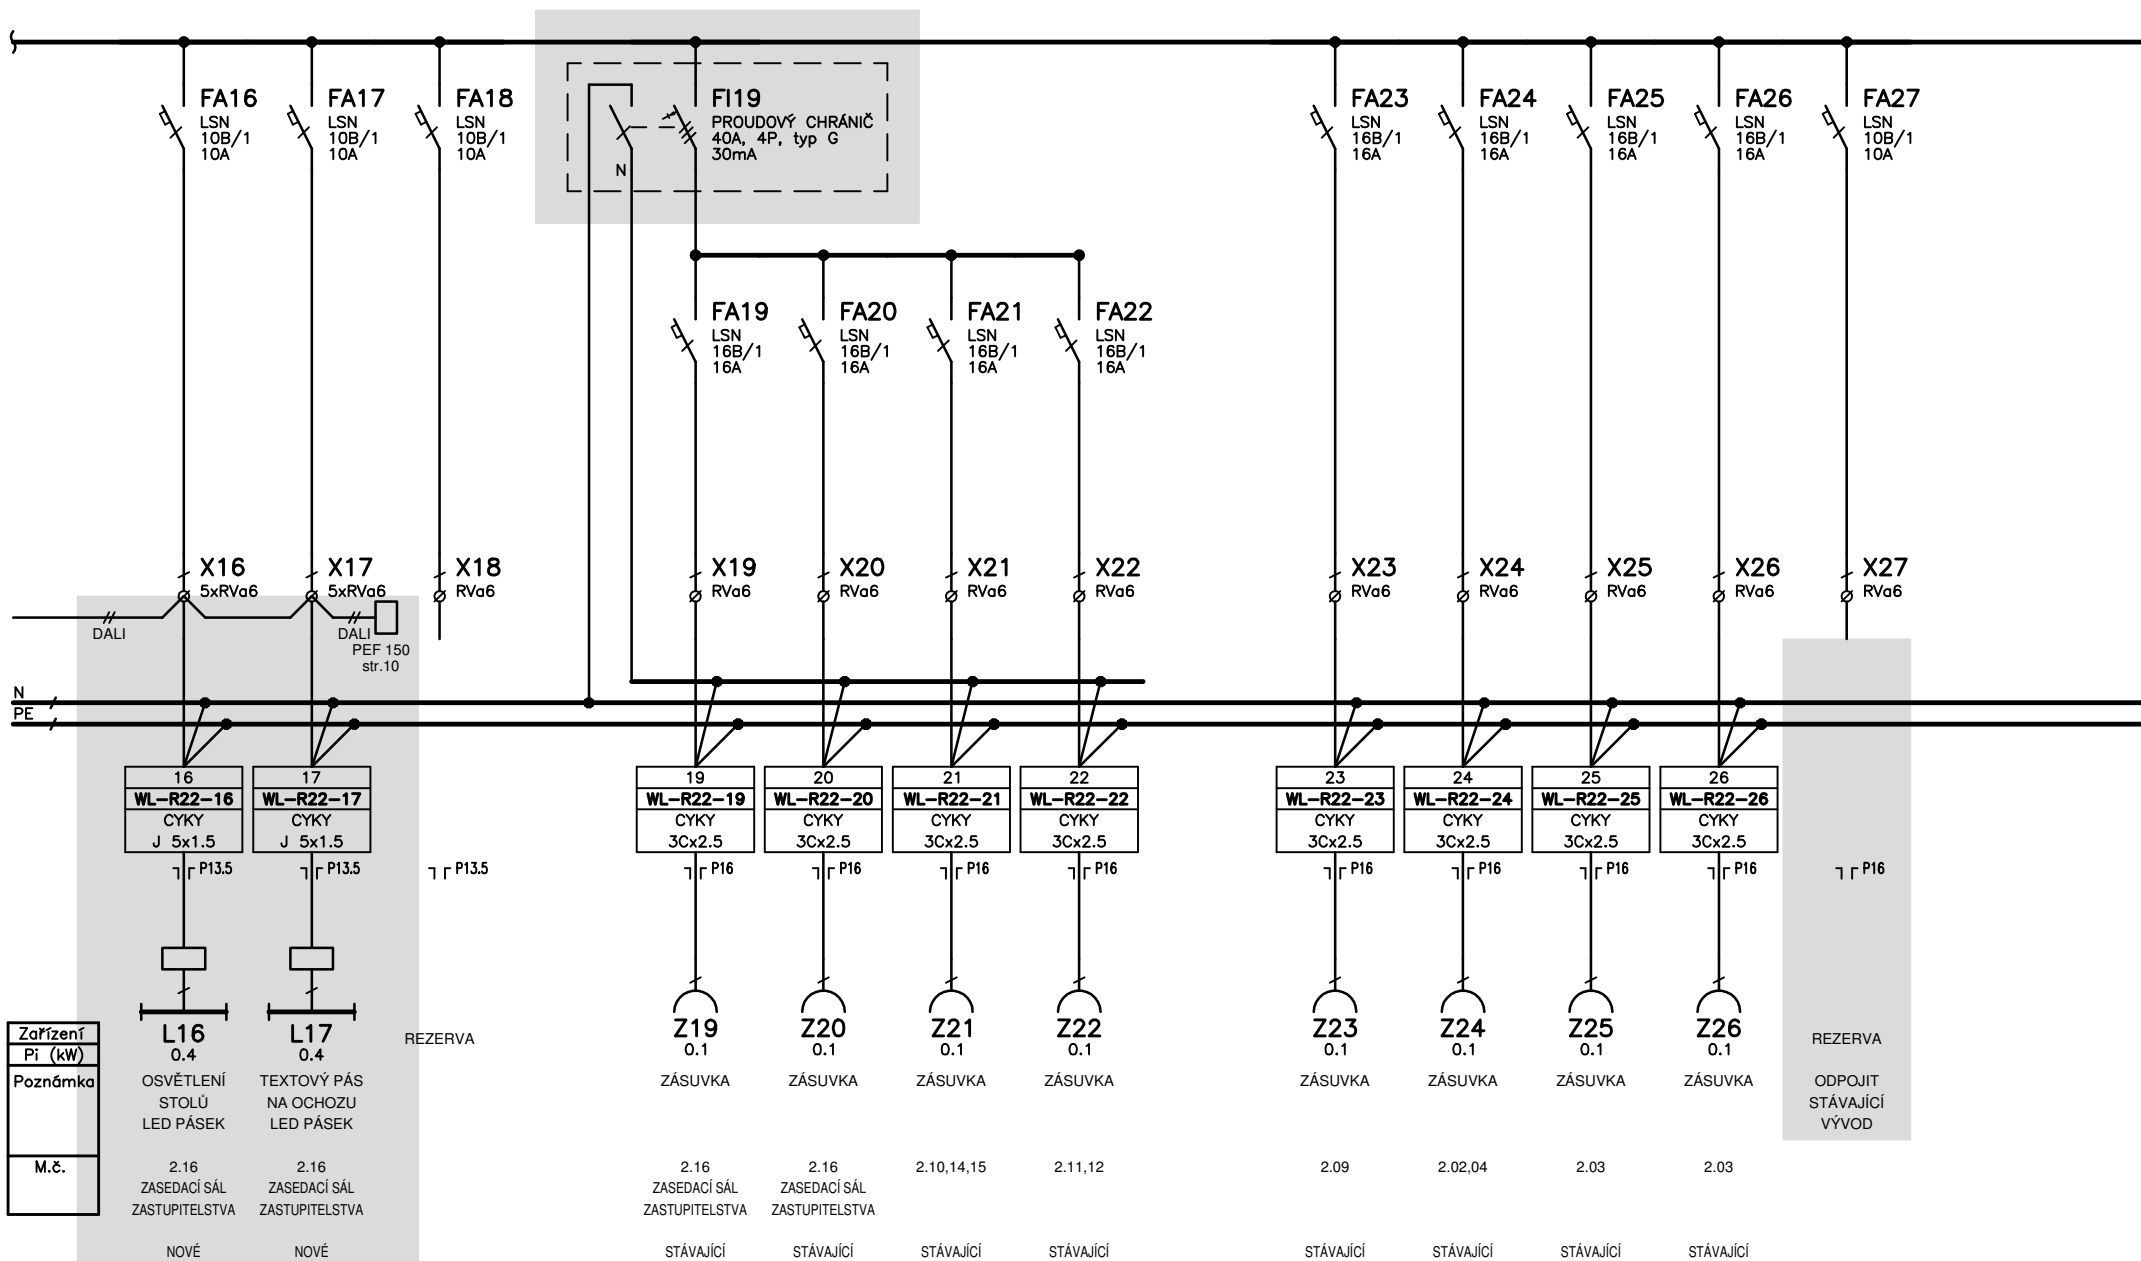 FA16
LSN
10B/1
10A
FA17
LSN
10B/1
10A
FA18
LSN
10B/1
10A
FI19
PROUDOVÝ CHRÁNIČ
40A, 4P, typ G
30mA
N
FA23
LSN
16B/1
16A
FA24
LSN
16B/1
16A
FA25
LSN
16B/1
16A
FA26
LSN
16B/1
16A
FA27
LSN
10B/1
10A
FA19
LSN
16B/1
16A
FA20
LSN
16B/1
16A
FA21
LSN
16B/1
16A
FA22
LSN
16B/1
16A
X16
5xRVa6
X17
5xRVa6
X18
RVa6
X19
RVa6
X20
RVa6
X21
RVa6
X22
RVa6
X23
RVa6
X24
RVa6
X25
RVa6
X26
RVa6
X27
RVa6
DALI
DALI
PEF 150
str.10
N
PE
16
WL-R22-16
CYKY
J 5x1.5
P13.5
17
WL-R22-17
CYKY
J 5x1.5
P13.5
P13.5
19
WL-R22-19
CYKY
3Cx2.5
P16
20
WL-R22-20
CYKY
3Cx2.5
P16
21
WL-R22-21
CYKY
3Cx2.5
P16
22
WL-R22-22
CYKY
3Cx2.5
P16
23
WL-R22-23
CYKY
3Cx2.5
P16
24
WL-R22-24
CYKY
3Cx2.5
P16
25
WL-R22-25
CYKY
3Cx2.5
P16
26
WL-R22-26
CYKY
3Cx2.5
P16
P16
Zařízení
Pi (kW)
Poznámka
M.č.
L16
0.4
OSVĚTLENÍ
STOLŮ
LED PÁSEK
2.16
ZASEDACÍ SÁL
ZASTUPITELSTVA
NOVÉ
L17
0.4
TEXTOVÝ PÁS
NA OCHOZU
LED PÁSEK
2.16
ZASEDACÍ SÁL
ZASTUPITELSTVA
NOVÉ
REZERVA
Z19
0.1
ZÁSUVKA
2.16
ZASEDACÍ SÁL
ZASTUPITELSTVA
STÁVAJÍCÍ
Z20
0.1
ZÁSUVKA
2.16
ZASEDACÍ SÁL
ZASTUPITELSTVA
STÁVAJÍCÍ
Z21
0.1
ZÁSUVKA
2.10,14,15
STÁVAJÍCÍ
Z22
0.1
ZÁSUVKA
2.11,12
STÁVAJÍCÍ
Z23
0.1
ZÁSUVKA
2.09
STÁVAJÍCÍ
Z24
0.1
ZÁSUVKA
2.02,04
STÁVAJÍCÍ
Z25
0.1
ZÁSUVKA
2.03
STÁVAJÍCÍ
Z26
0.1
ZÁSUVKA
2.03
STÁVAJÍCÍ
REZERVA
ODPOJIT
STÁVAJÍCÍ
VÝVOD